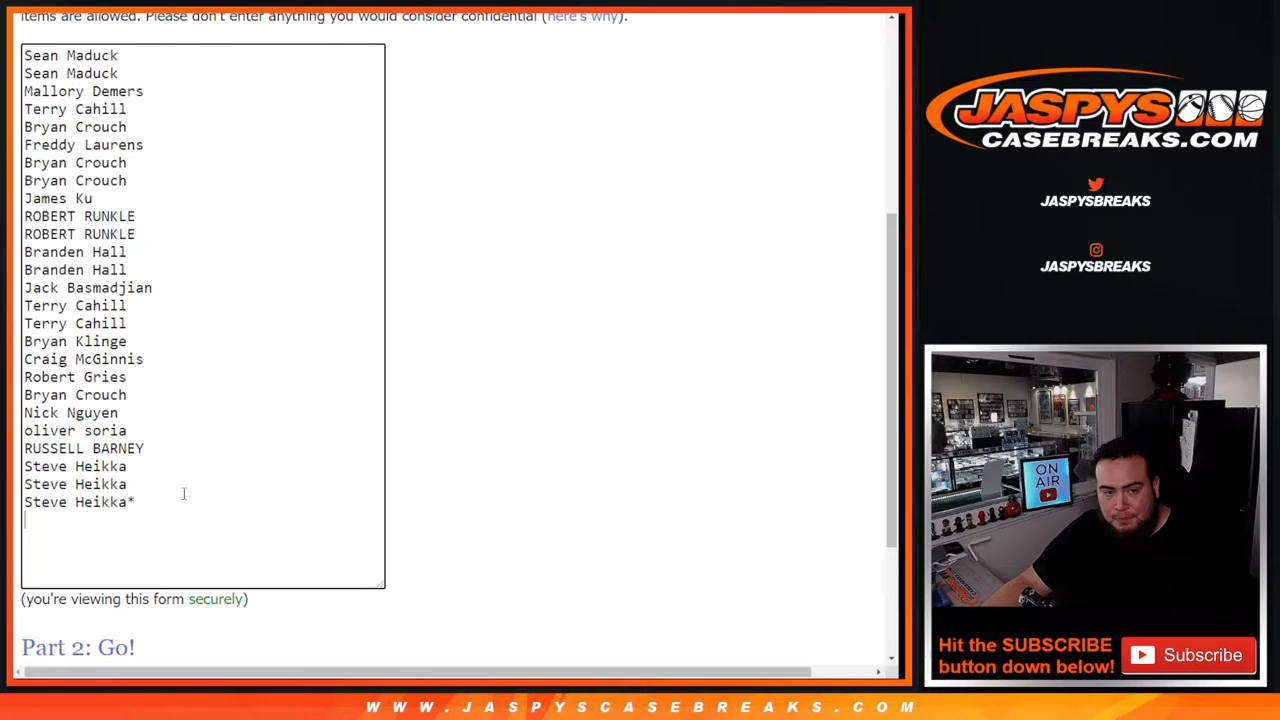 items are allowed. Please don't enter anything you would consider confidential (here's why).
Sean Maduck
Sean Maduck
Mallory Demers
Terry Cahill
Bryan Crouch
Freddy Laurens
Bryan Crouch
Bryan Crouch
James Ku
ROBERT RUNKLE
ROBERT RUNKLE
Branden Hall
Branden Hall
Jack Basmadjian
Terry Cahill
Terry Cahill
Bryan Klinge
Craig McGinnis
Robert Gries
Bryan Crouch
Nick Nguyen
oliver soria
RUSSELL BARNEY
Steve Heikka
Steve Heikka
Steve Heikka*
(you're viewing this form securely)
Part 2: Go!
JASPYS
CASEBREAKS.COM
JASPYSBREAKS
JASPYSBREAKS
ON
AIR
Hit the SUBSCRIBE
button down below!
Subscribe
WWW.JASPYSCASEBREAKS.COM